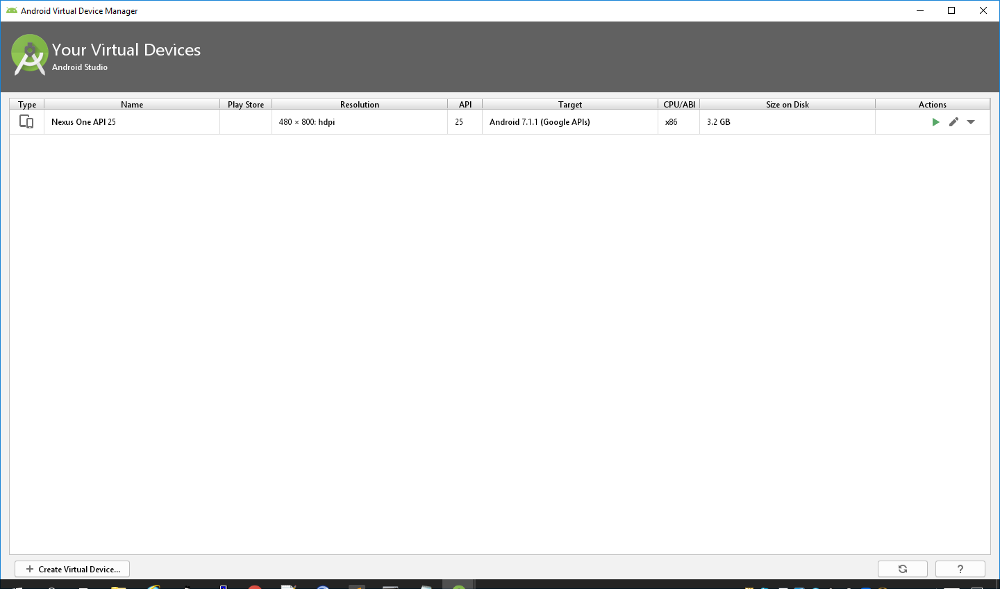 Android Virtual Device Manager
Your Virtual Devices
Android Studio
Type Name Play Store Resolution API Target CPU/ABI Size on Disk Actions
Nexus One API 25 480 × 800: hdpi 25 Android 7.1.1 (Google APIs) x86 3.2 GB
+ Create Virtual Device... ?